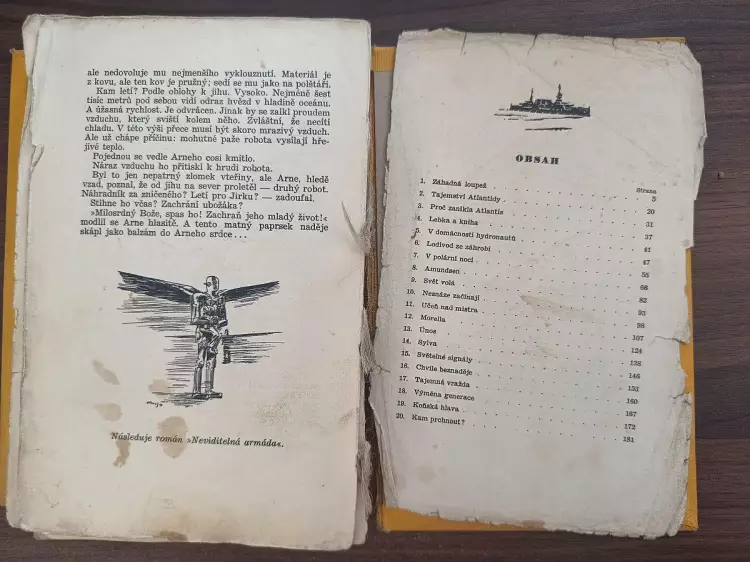 ale nedovoluje mu nejmenšího vyklouznutí. Materiál je
z kovu, ale ten kov je pružný; sedí se mu jako na polštáři.
Kam letí? Podle oblohy k jihu. Vysoko. Nejméně šest
tisíc metrů pod sebou vidí odraz hvězd v hladině oceánu.
A úžasná rychlost. Je odvrácen. Jinak by se zalkl proudem
vzduchu, který sviští kolem něho. Zvláštní, že necítí
chladu. V této výši přece musí být skoro mrazivý vzduch.
Ale už chápe příčinu: mohutné paže robota vysílají hře-
jivé teplo.
Pojednou se vedle Arneho cosi kmitlo.
Náraz vzduchu ho přitiskl k hrudi robota.
Byl to jen nepatrný zlomek vteřiny, ale Arne, hledě
vzad, poznal, že od jihu na sever proletěl — druhý robot.
Náhradník za zničeného? Letí pro Jirku? — zadoufal.
Stihne ho včas? Zachrání ubožáka?
»Milosrdný Bože, spas ho! Zachraň jeho mladý život!«
modlil se Arne hlasitě. A tento matný paprsek naděje
skápl jako balzám do Arneho srdce...
Následuje román »Neviditelná armáda«.
OBSAH
Strana
1. Záhadná loupež 5
2. Tajemství Atlantidy 20
3. Proč zanikla Atlantis 31
4. Lebka a kniha 37
5. V domácnosti hydronautů 41
6. Lodivod ze záhrobí 47
7. V polární noci 55
8. Amundsen 66
9. Svět volá 82
10. Nesnáze začínají 93
11. Učeň nad mistra 98
12. Morella 107
13. Únos 124
14. Sylva 138
15. Světelné signály 146
16. Chvíle beznaděje 153
17. Tajemná vražda 160
18. Výměna generace 167
19. Koňská hlava 172
20. Kam prchnout? 181